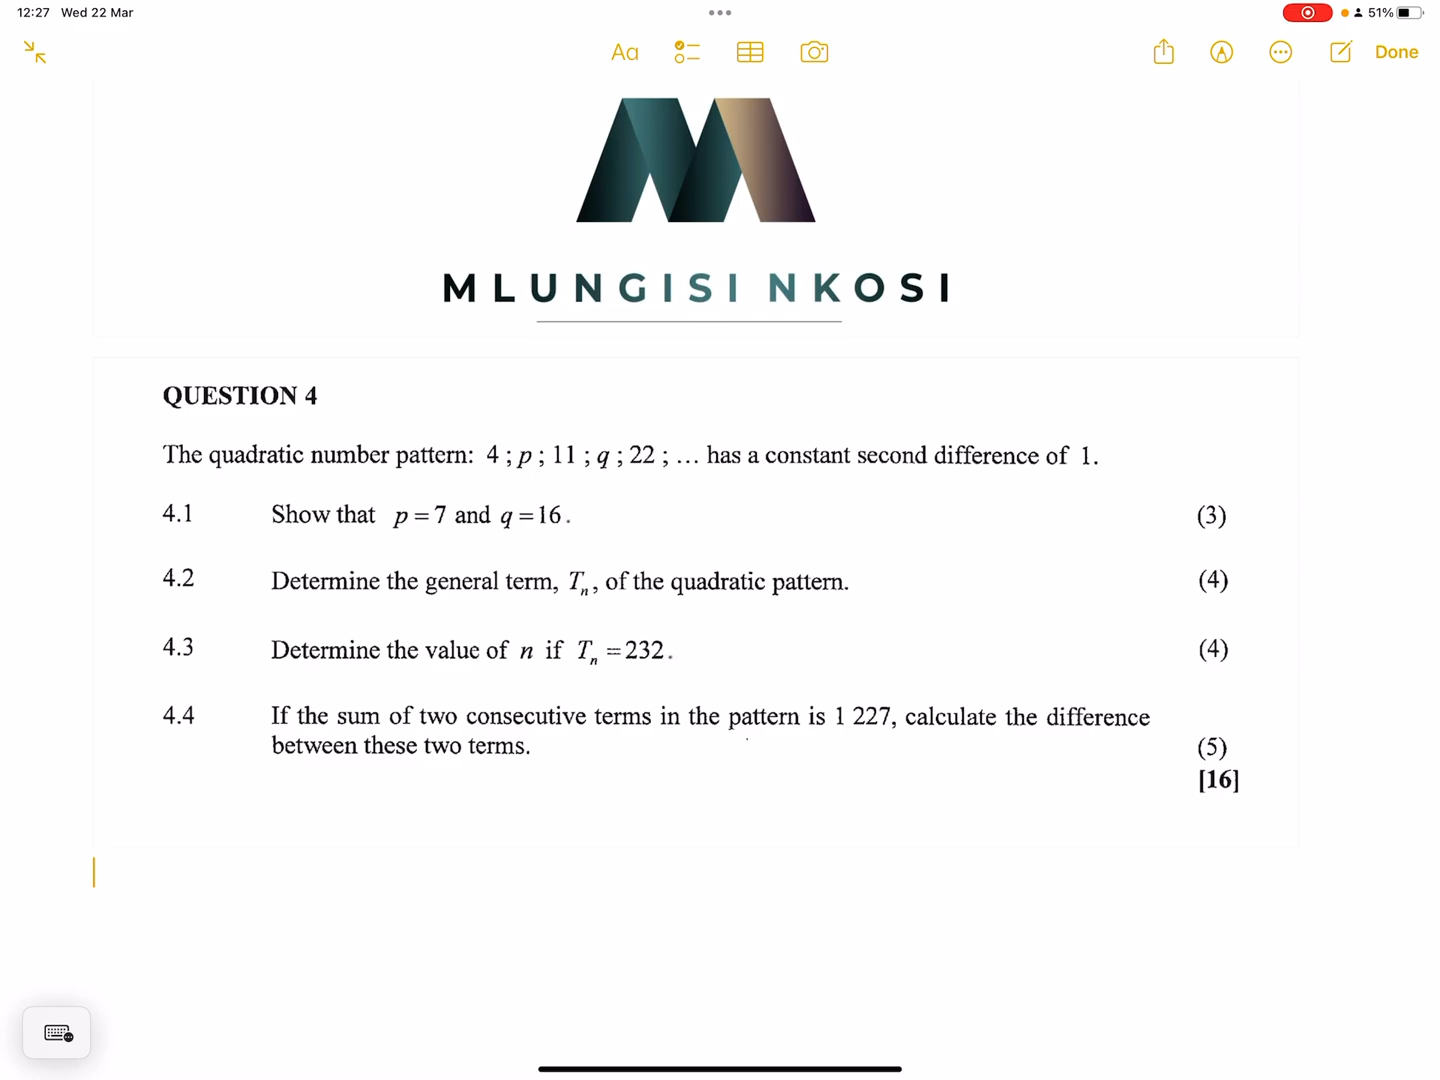 12:27 Wed 22 Mar
51%
Aa
Done
MLUNGISI NKOSI
QUESTION 4
The quadratic number pattern: 4 ; p ; 11 ; q ; 22 ; … has a constant second difference of 1.
4.1 Show that p = 7 and q = 16. (3)
4.2 Determine the general term, Tn, of the quadratic pattern. (4)
4.3 Determine the value of n if Tn = 232. (4)
4.4 If the sum of two consecutive terms in the pattern is 1 227, calculate the difference
between these two terms. (5)
[16]